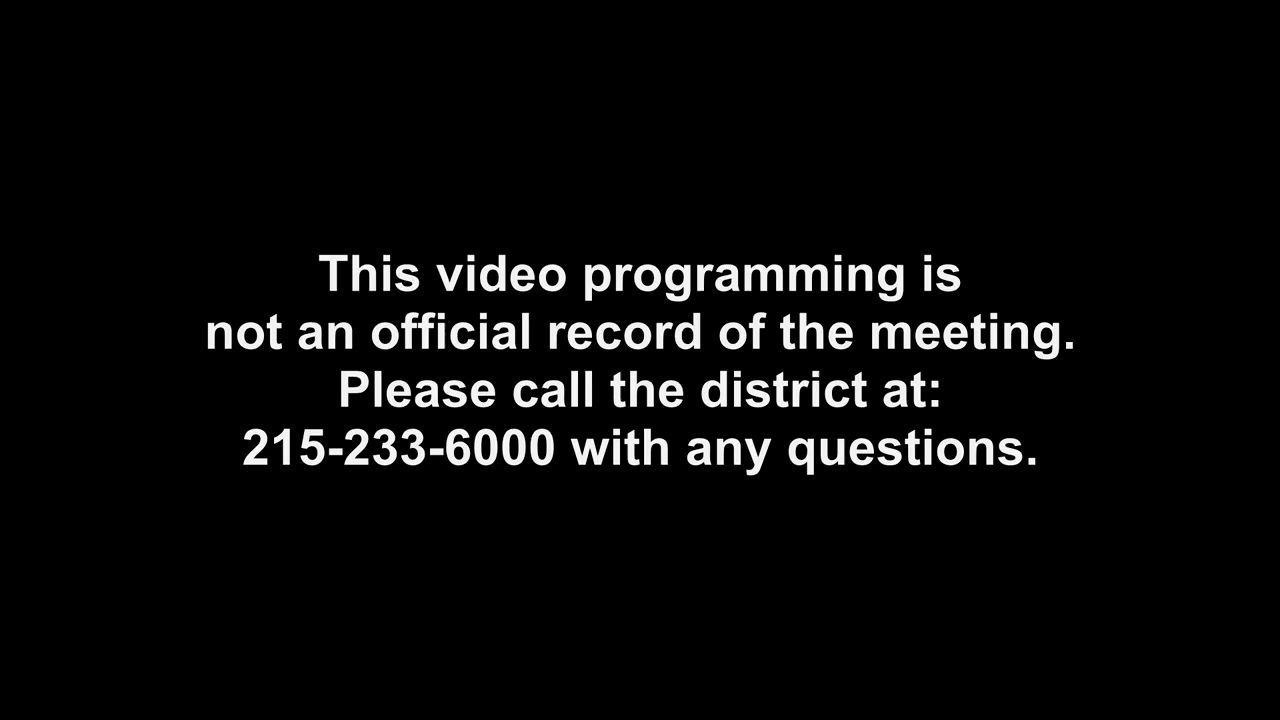 This video programming is
not an official record of the meeting.
Please call the district at:
215-233-6000 with any questions.